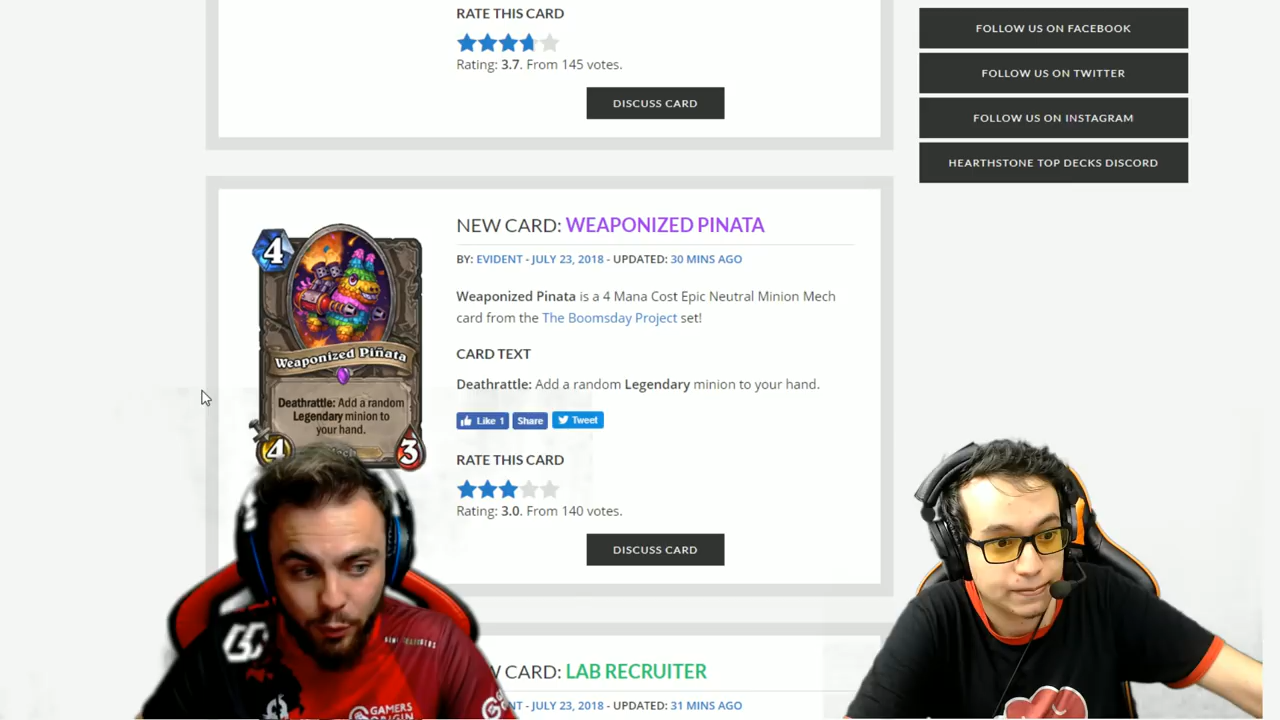 RATE THIS CARD
Rating: 3.7. From 145 votes.
DISCUSS CARD
FOLLOW US ON FACEBOOK
FOLLOW US ON TWITTER
FOLLOW US ON INSTAGRAM
HEARTHSTONE TOP DECKS DISCORD
4
Weaponized Piñata
Deathrattle: Add a random
Legendary minion to
your hand.
4
3
NEW CARD: WEAPONIZED PINATA
BY: EVIDENT - JULY 23, 2018 - UPDATED: 30 MINS AGO
Weaponized Pinata is a 4 Mana Cost Epic Neutral Minion Mech
card from the The Boomsday Project set!
CARD TEXT
Deathrattle: Add a random Legendary minion to your hand.
Like 1 Share Tweet
RATE THIS CARD
Rating: 3.0. From 140 votes.
DISCUSS CARD
CARD: LAB RECRUITER
JULY 23, 2018 - UPDATED: 31 MINS AGO
GAMERS
ORIGIN